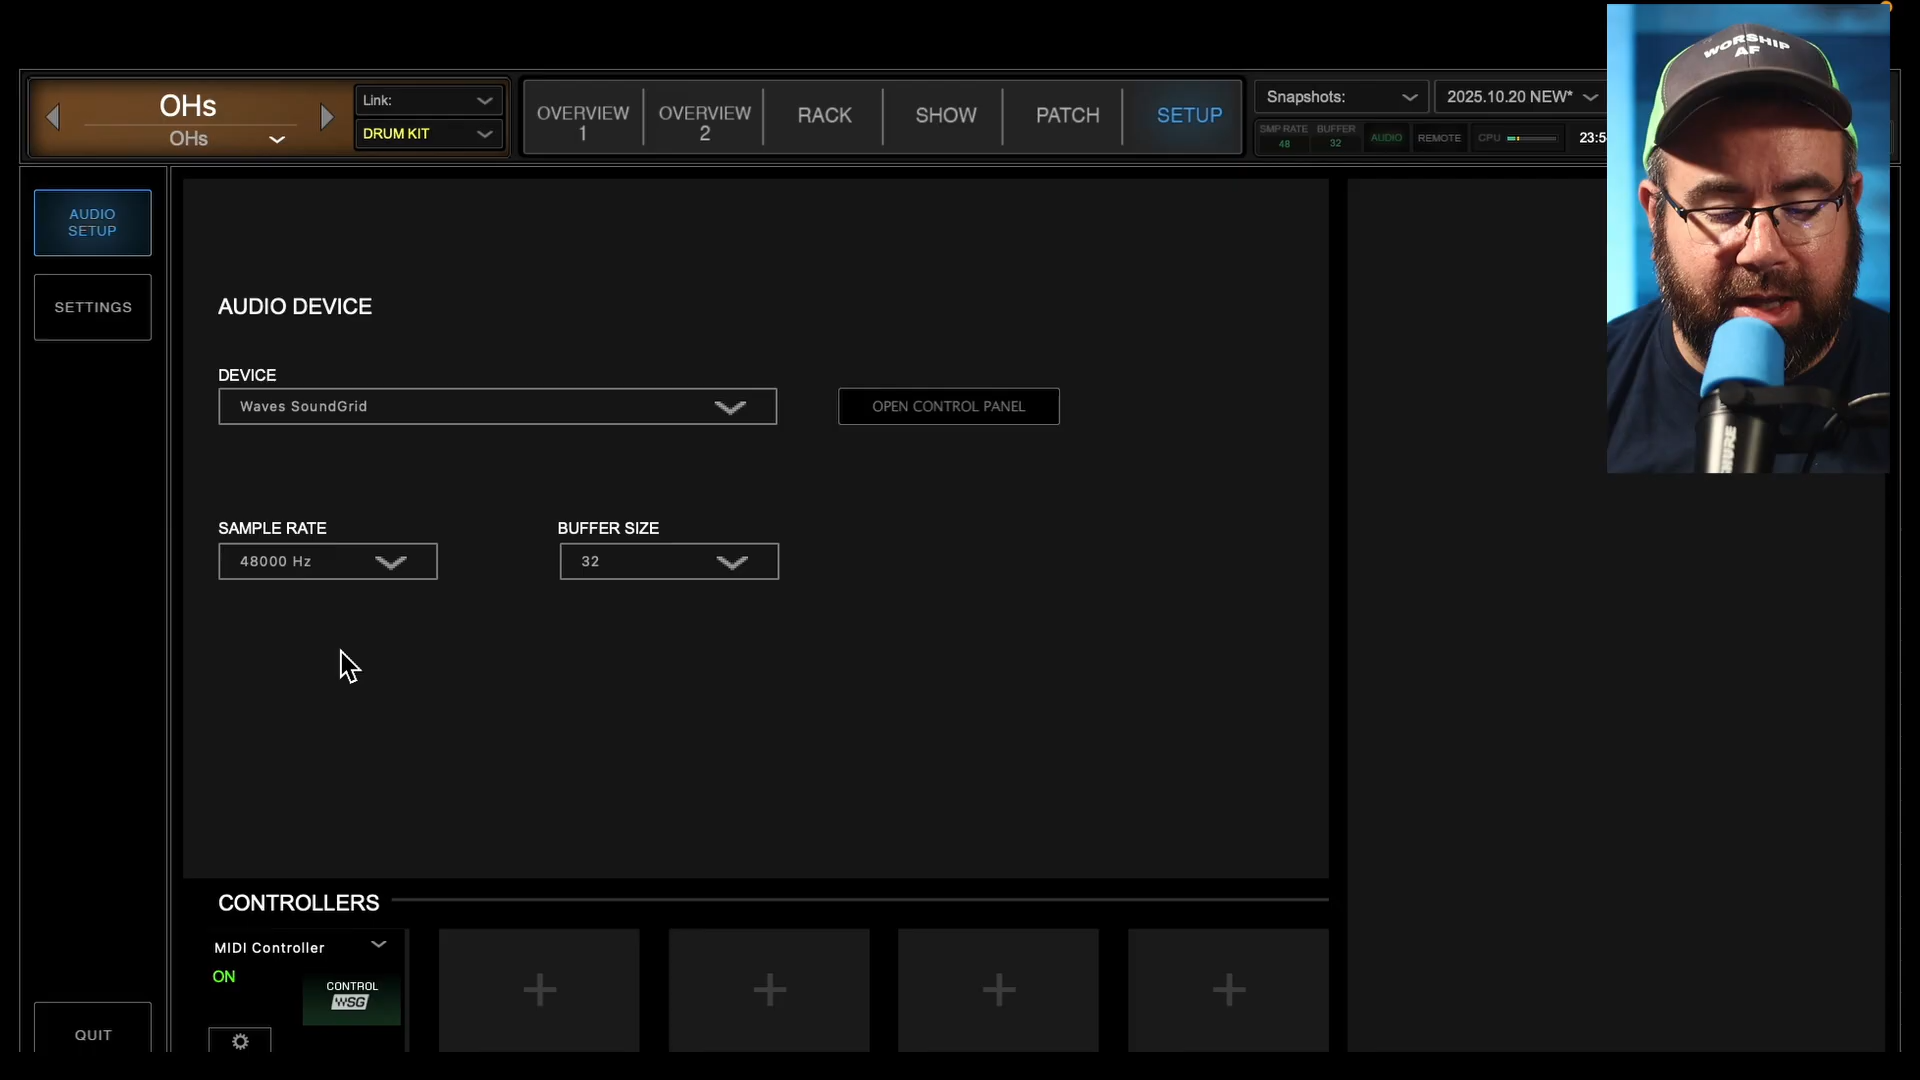 OHs
OHs
Link:
DRUM KIT
OVERVIEW
1
OVERVIEW
2
RACK
SHOW
PATCH
SETUP
Snapshots:
2025.10.20 NEW*
SMP RATE
48
BUFFER
32
AUDIO
REMOTE
CPU
23:5
WORSHIP
AF
AUDIO
SETUP
SETTINGS
AUDIO DEVICE
DEVICE
Waves SoundGrid
OPEN CONTROL PANEL
SAMPLE RATE
48000 Hz
BUFFER SIZE
32
CONTROLLERS
MIDI Controller
ON
CONTROL
WSG
QUIT